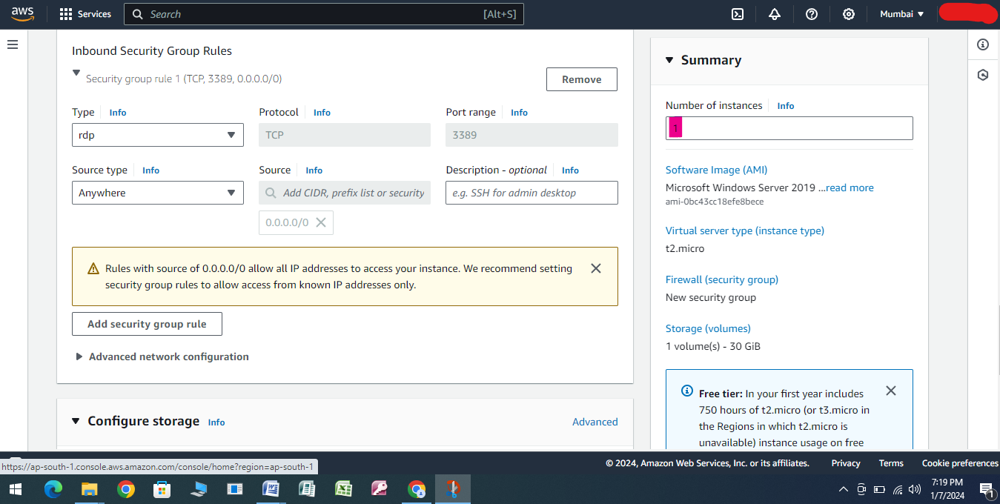 aws
Services
Search
[Alt+S]
Mumbai
Inbound Security Group Rules
Security group rule 1 (TCP, 3389, 0.0.0.0/0)
Remove
Type Info
rdp
Protocol Info
TCP
Port range Info
3389
Source type Info
Anywhere
Source Info
Add CIDR, prefix list or security
0.0.0.0/0
Description - optional Info
e.g. SSH for admin desktop
Rules with source of 0.0.0.0/0 allow all IP addresses to access your instance. We recommend setting
security group rules to allow access from known IP addresses only.
Add security group rule
Advanced network configuration
Configure storage Info
Advanced
Summary
Number of instances Info
1
Software Image (AMI)
Microsoft Windows Server 2019 ...read more
ami-0bc43cc18efe8bece
Virtual server type (instance type)
t2.micro
Firewall (security group)
New security group
Storage (volumes)
1 volume(s) - 30 GiB
Free tier: In your first year includes
750 hours of t2.micro (or t3.micro in
the Regions in which t2.micro is
unavailable) instance usage on free
https://ap-south-1.console.aws.amazon.com/console/home?region=ap-south-1
© 2024, Amazon Web Services, Inc. or its affiliates.
Privacy
Terms
Cookie preferences
7:19 PM
1/7/2024
1